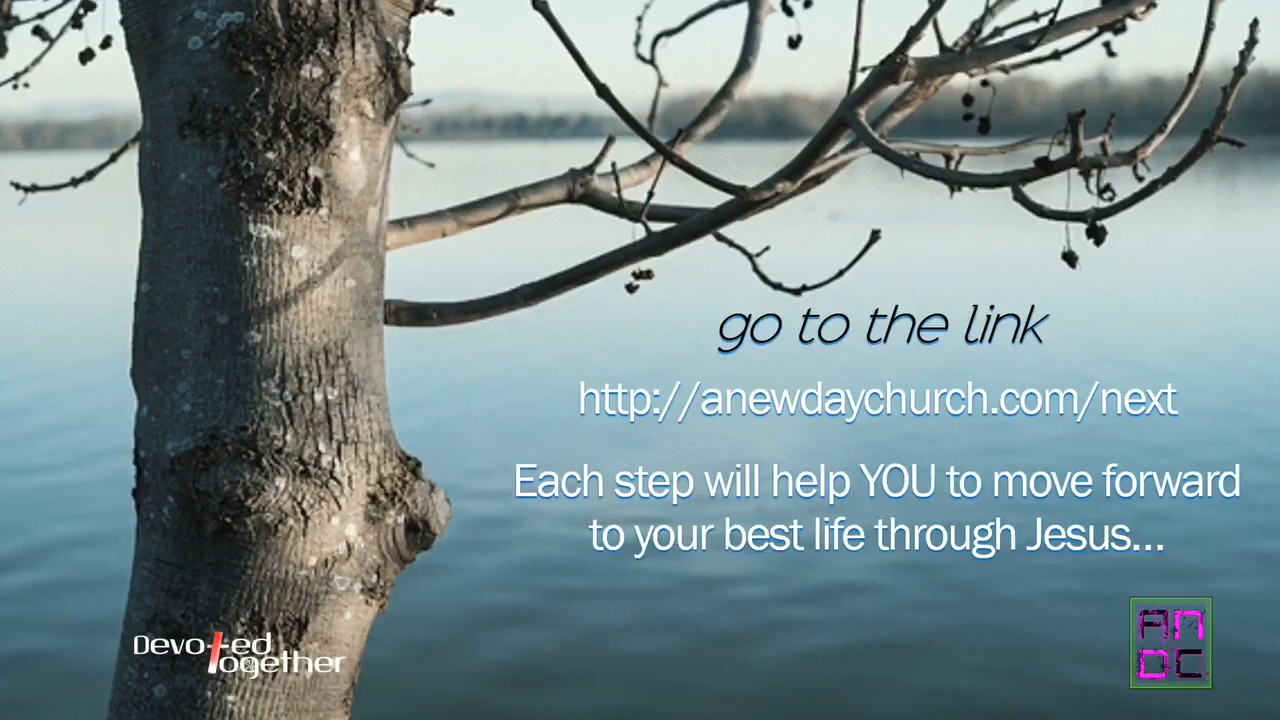 go to the link
http://anewdaychurch.com/next
Each step will help YOU to move forward
to your best life through Jesus...
Devoted
Together
AN
DC